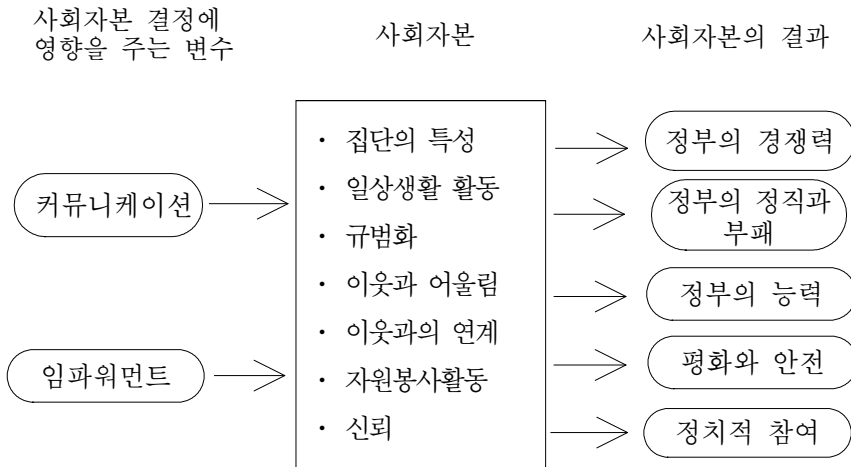 사회자본 결정에
영향을 주는 변수
사회자본
사회자본의 결과
커뮤니케이션
임파워먼트
· 집단의 특성
· 일상생활 활동
· 규범화
· 이웃과 어울림
· 이웃과의 연계
· 자원봉사활동
· 신뢰
정부의 경쟁력
정부의 정직과
부패
정부의 능력
평화와 안전
정치적 참여